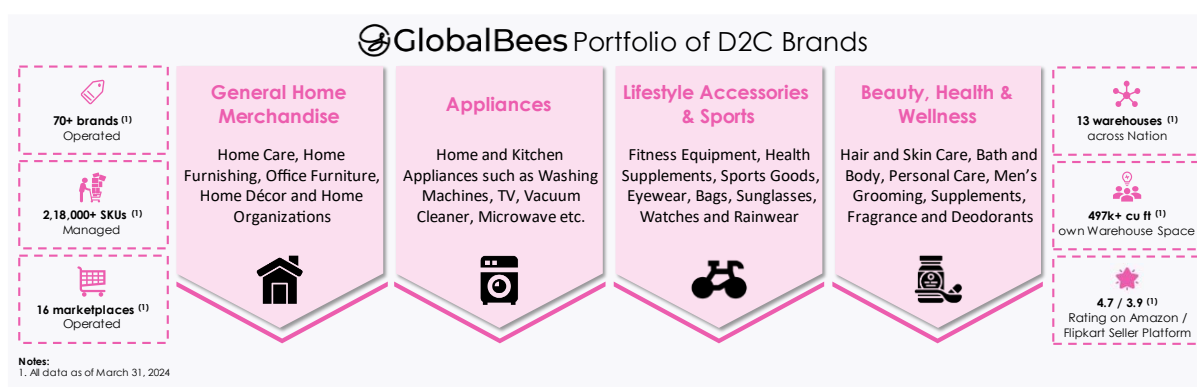 GlobalBees Portfolio of D2C Brands
70+ brands (1)
Operated
2,18,000+ SKUs (1)
Managed
16 marketplaces (1)
Operated
General Home
Merchandise
Home Care, Home
Furnishing, Office Furniture,
Home Décor and Home
Organizations
Appliances
Home and Kitchen
Appliances such as Washing
Machines, TV, Vacuum
Cleaner, Microwave etc.
Lifestyle Accessories
& Sports
Fitness Equipment, Health
Supplements, Sports Goods,
Eyewear, Bags, Sunglasses,
Watches and Rainwear
Beauty, Health &
Wellness
Hair and Skin Care, Bath and
Body, Personal Care, Men's
Grooming, Supplements,
Fragrance and Deodorants
13 warehouses (1)
across Nation
497k+ cu ft (1)
own Warehouse Space
4.7 / 3.9 (1)
Rating on Amazon /
Flipkart Seller Platform
Notes:
1. All data as of March 31, 2024